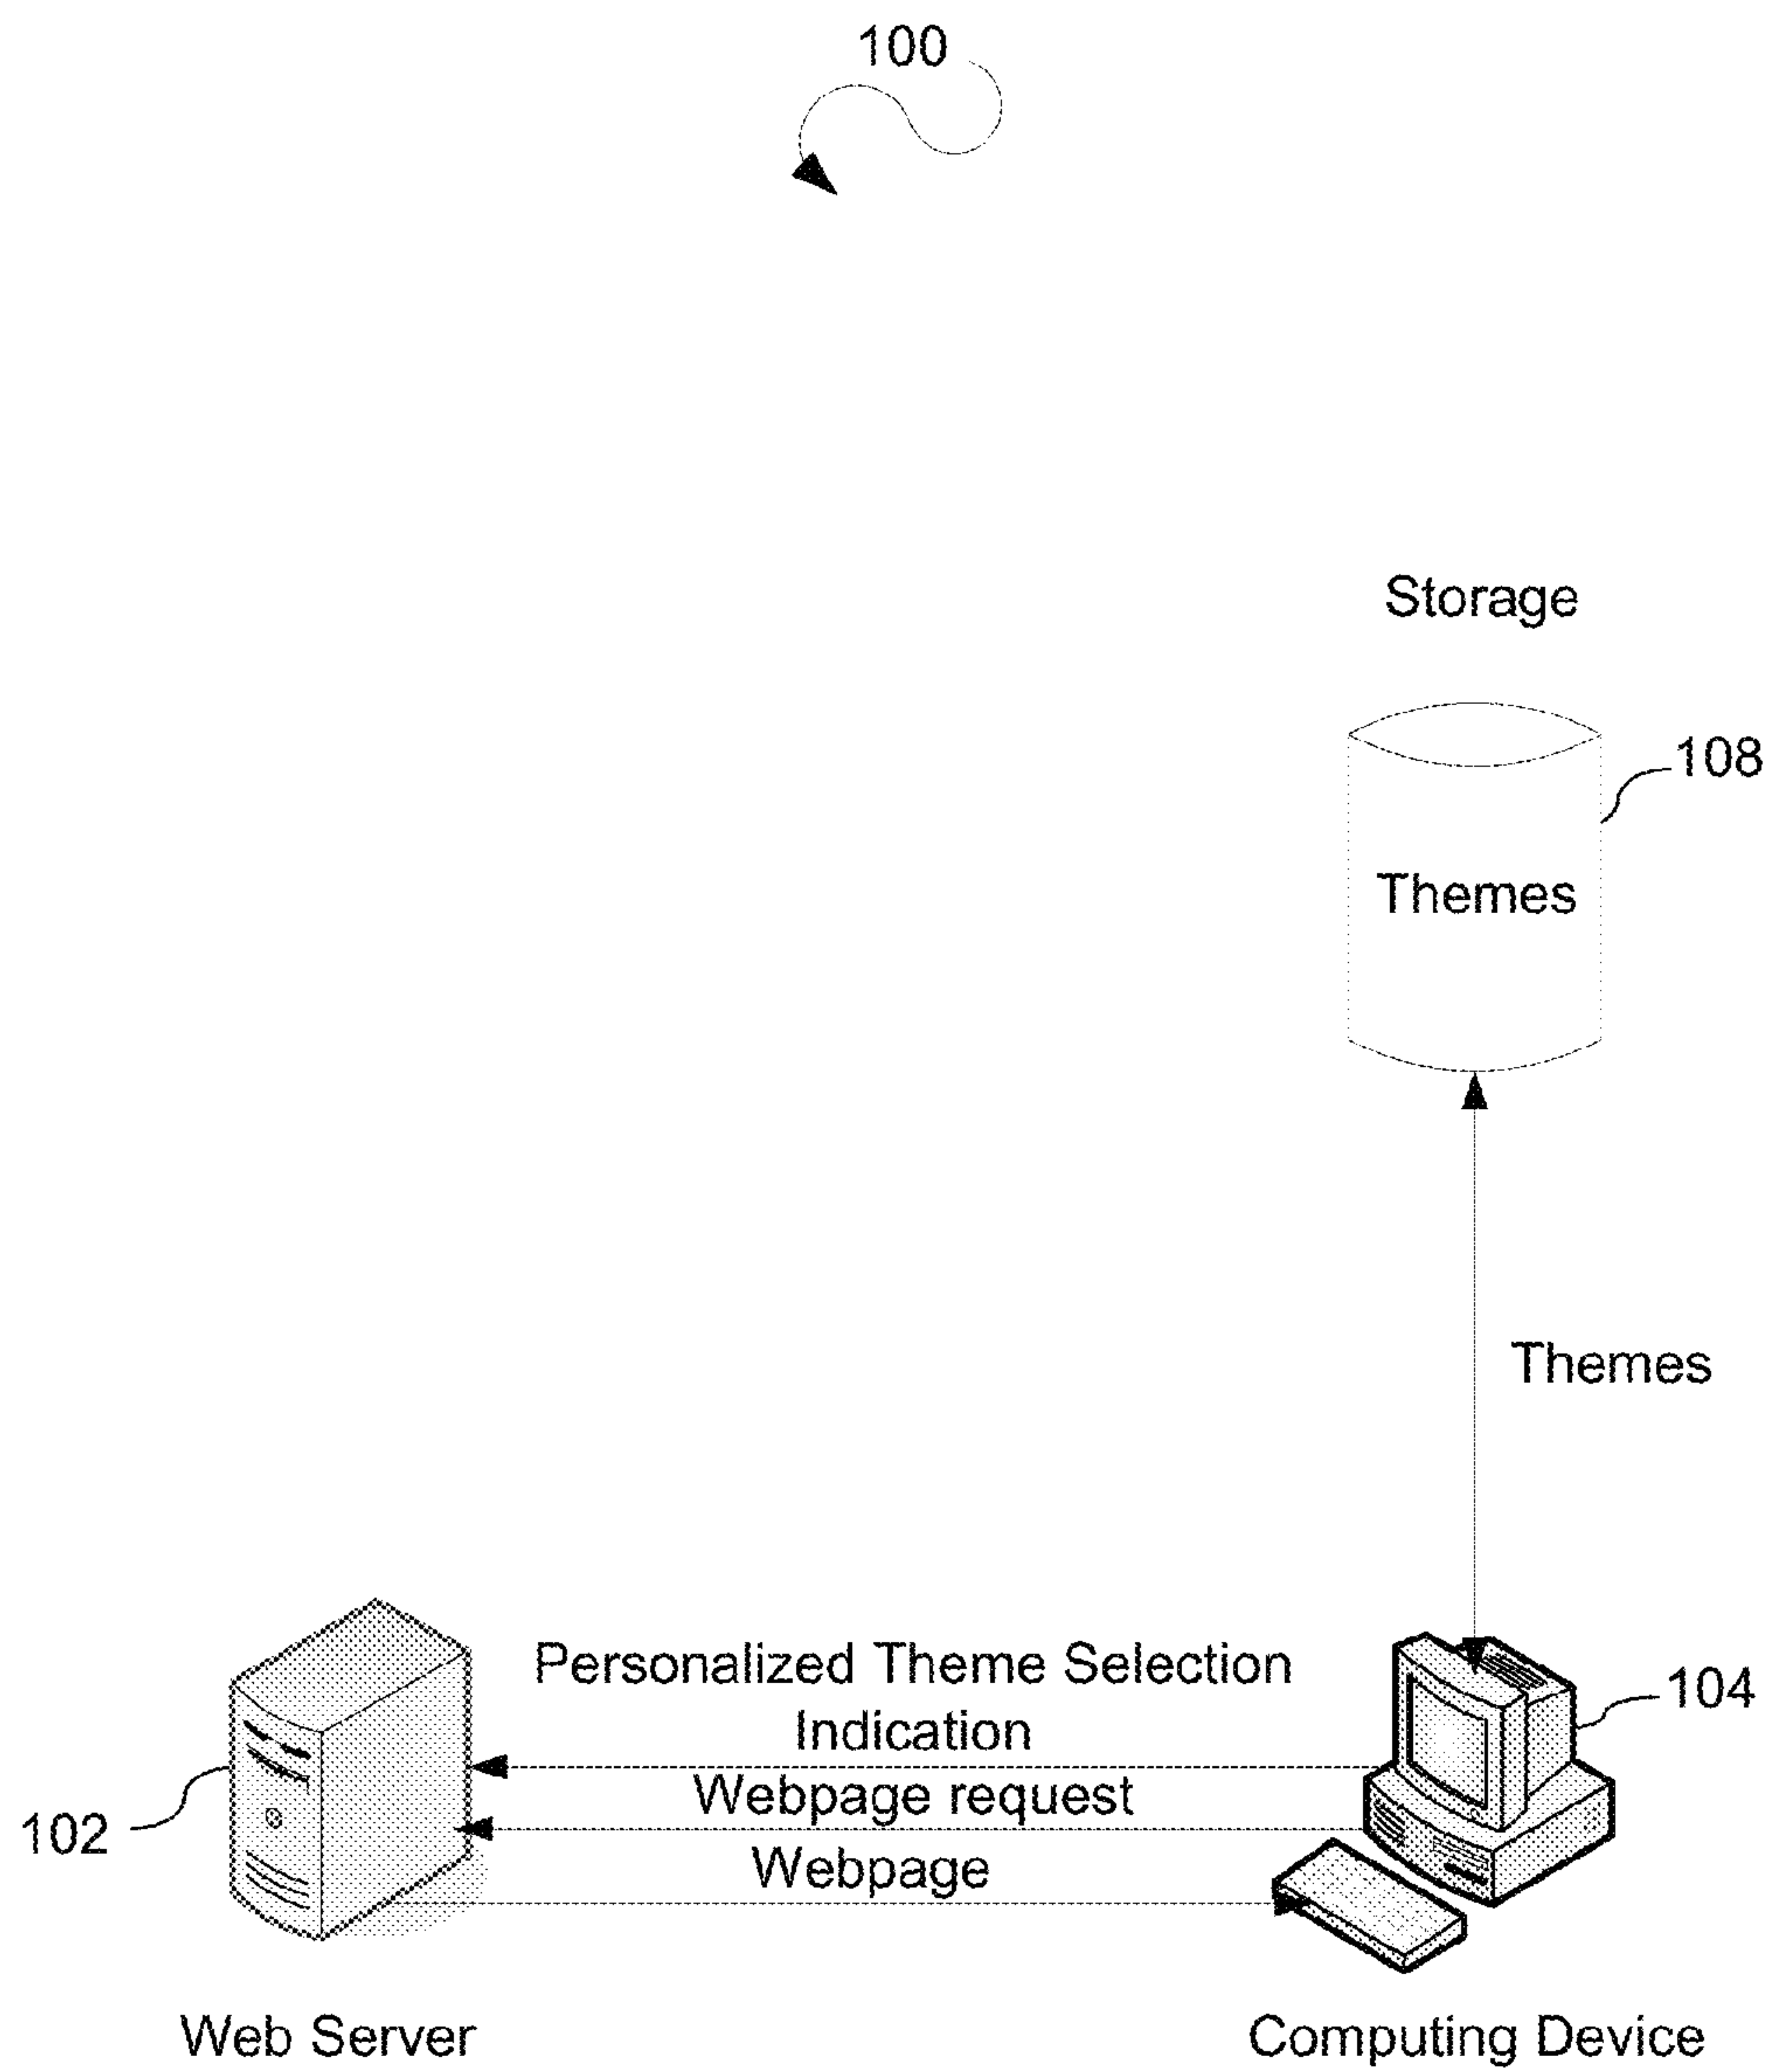 100
Storage
108
Themes
Themes
Personalized Theme Selection
Indication
104
Webpage request
102
Webpage
Web Server
Computing Device